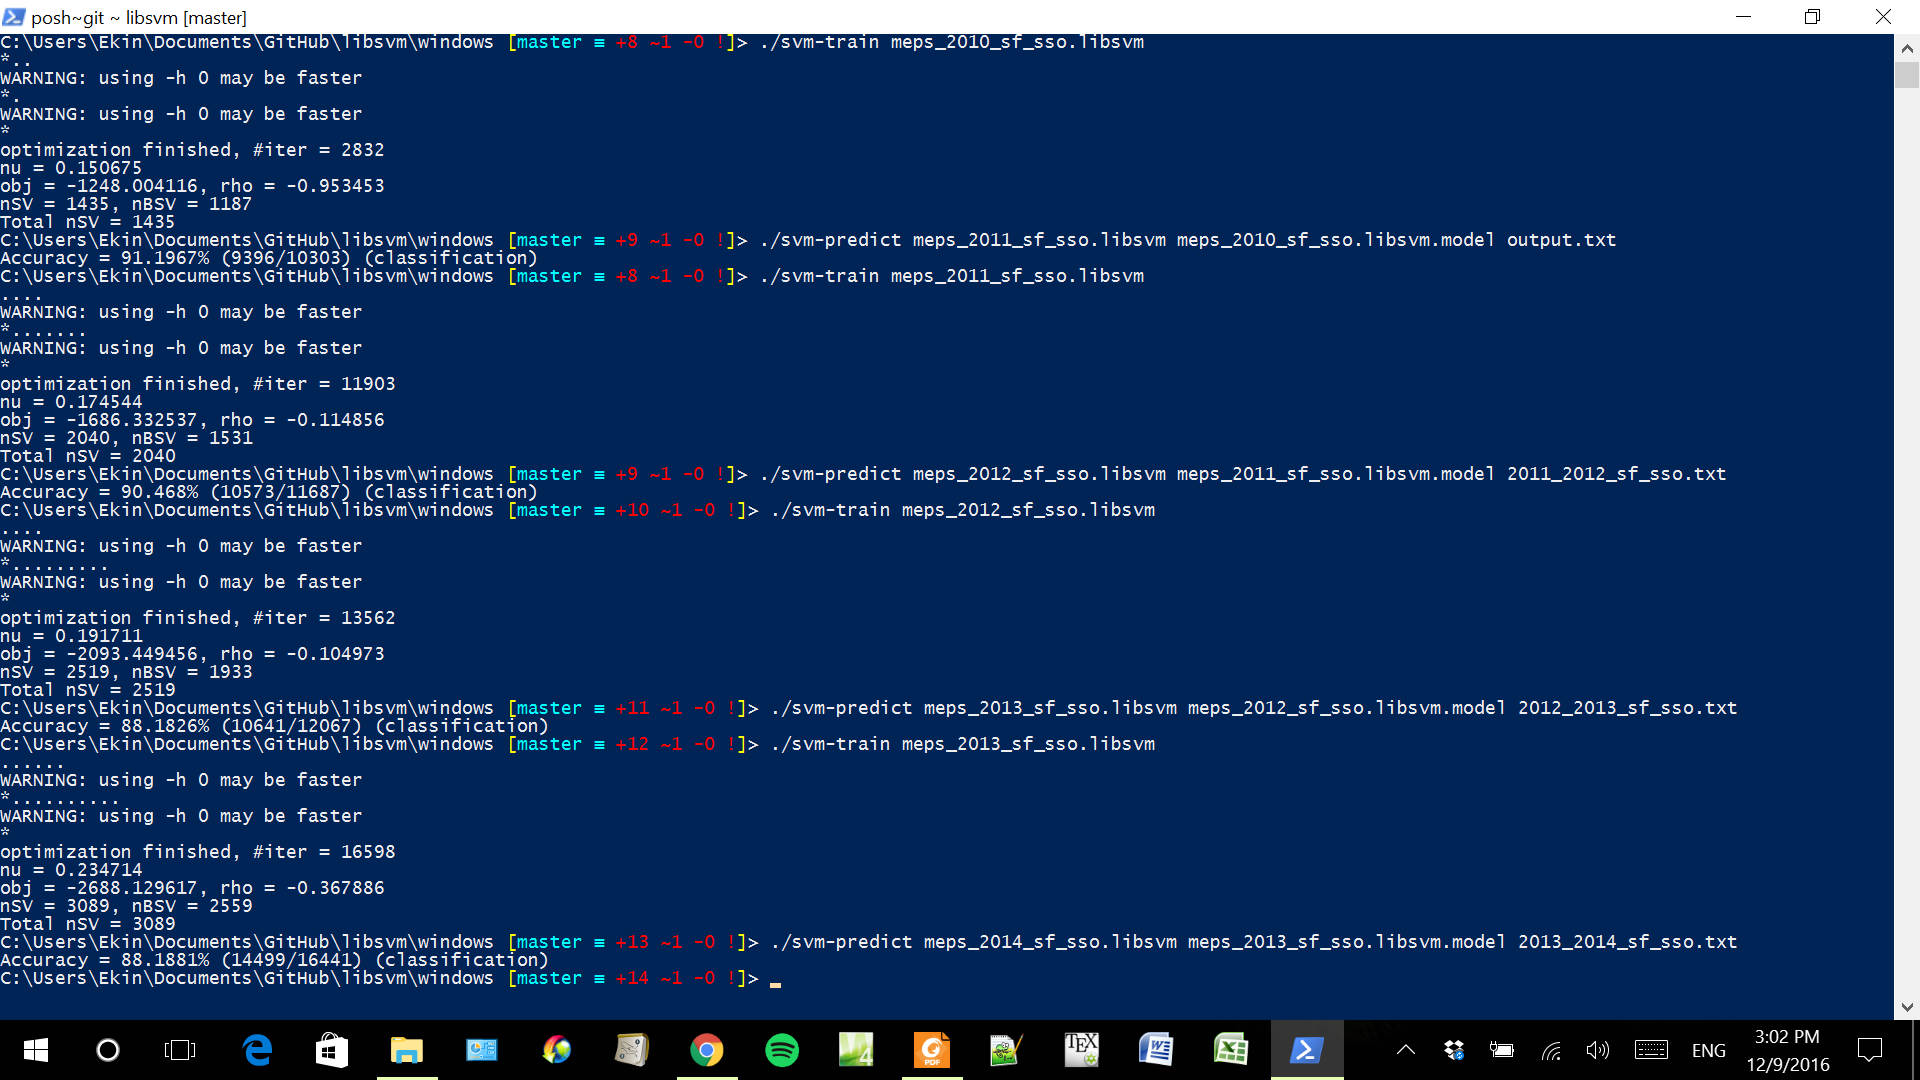 posh~git ~ libsvm [master]
C:\Users\Ekin\Documents\GitHub\libsvm\windows [master ≡ +8 ~1 -0 !]> ./svm-train meps_2010_sf_sso.libsvm
*..
WARNING: using -h 0 may be faster
*.
WARNING: using -h 0 may be faster
*
optimization finished, #iter = 2832
nu = 0.150675
obj = -1248.004116, rho = -0.953453
nSV = 1435, nBSV = 1187
Total nSV = 1435
C:\Users\Ekin\Documents\GitHub\libsvm\windows [master ≡ +9 ~1 -0 !]> ./svm-predict meps_2011_sf_sso.libsvm meps_2010_sf_sso.libsvm.model output.txt
Accuracy = 91.1967% (9396/10303) (classification)
C:\Users\Ekin\Documents\GitHub\libsvm\windows [master ≡ +8 ~1 -0 !]> ./svm-train meps_2011_sf_sso.libsvm
....
WARNING: using -h 0 may be faster
*.......
WARNING: using -h 0 may be faster
*
optimization finished, #iter = 11903
nu = 0.174544
obj = -1686.332537, rho = -0.114856
nSV = 2040, nBSV = 1531
Total nSV = 2040
C:\Users\Ekin\Documents\GitHub\libsvm\windows [master ≡ +9 ~1 -0 !]> ./svm-predict meps_2012_sf_sso.libsvm meps_2011_sf_sso.libsvm.model 2011_2012_sf_sso.txt
Accuracy = 90.468% (10573/11687) (classification)
C:\Users\Ekin\Documents\GitHub\libsvm\windows [master ≡ +10 ~1 -0 !]> ./svm-train meps_2012_sf_sso.libsvm
....
WARNING: using -h 0 may be faster
*.........
WARNING: using -h 0 may be faster
*
optimization finished, #iter = 13562
nu = 0.191711
obj = -2093.449456, rho = -0.104973
nSV = 2519, nBSV = 1933
Total nSV = 2519
C:\Users\Ekin\Documents\GitHub\libsvm\windows [master ≡ +11 ~1 -0 !]> ./svm-predict meps_2013_sf_sso.libsvm meps_2012_sf_sso.libsvm.model 2012_2013_sf_sso.txt
Accuracy = 88.1826% (10641/12067) (classification)
C:\Users\Ekin\Documents\GitHub\libsvm\windows [master ≡ +12 ~1 -0 !]> ./svm-train meps_2013_sf_sso.libsvm
......
WARNING: using -h 0 may be faster
*..........
WARNING: using -h 0 may be faster
*
optimization finished, #iter = 16598
nu = 0.234714
obj = -2688.129617, rho = -0.367886
nSV = 3089, nBSV = 2559
Total nSV = 3089
C:\Users\Ekin\Documents\GitHub\libsvm\windows [master ≡ +13 ~1 -0 !]> ./svm-predict meps_2014_sf_sso.libsvm meps_2013_sf_sso.libsvm.model 2013_2014_sf_sso.txt
Accuracy = 88.1881% (14499/16441) (classification)
C:\Users\Ekin\Documents\GitHub\libsvm\windows [master ≡ +14 ~1 -0 !]> _
4
PDF
TEX
ENG
3:02 PM
12/9/2016